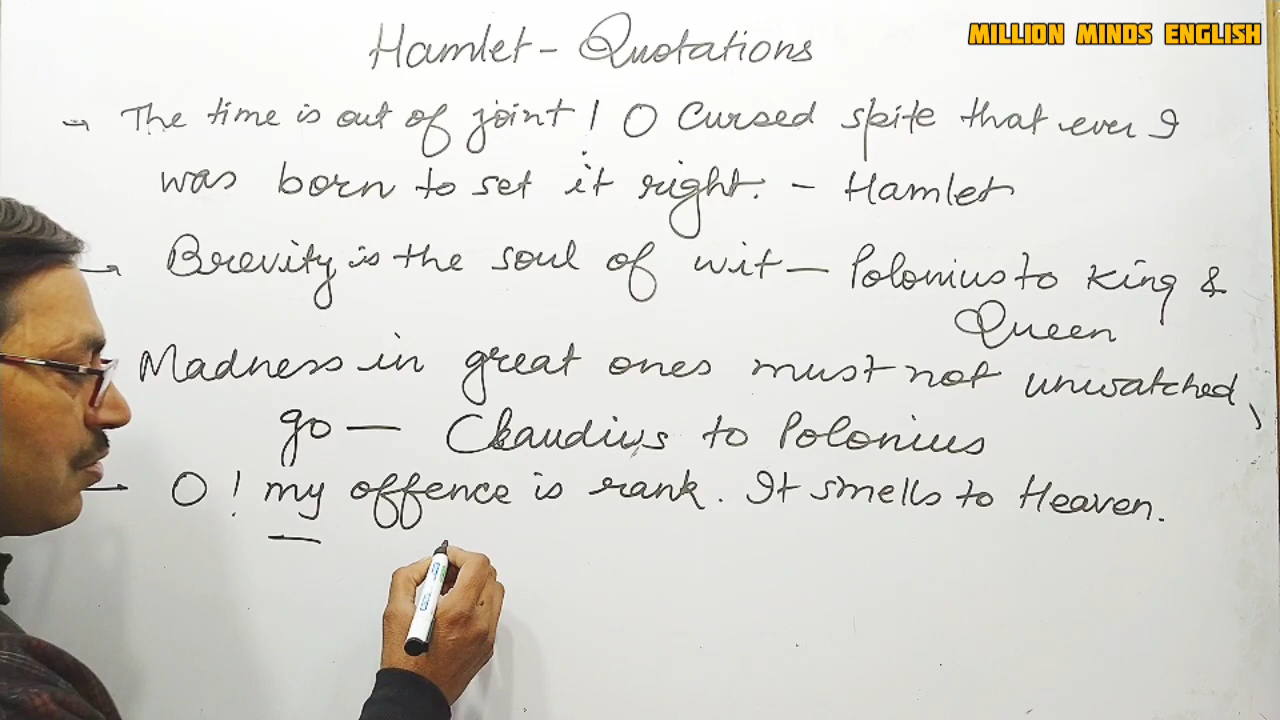 MILLION MINDS ENGLISH
Hamlet - Quotations
→ The time is out of joint! O Cursed spite that ever I
was born to set it right. - Hamlet
→ Brevity is the soul of wit — Polonius to King &
Queen
Madness in great ones must not unwatched,
go — Claudius to Polonius
→ O! my offence is rank. It smells to Heaven.